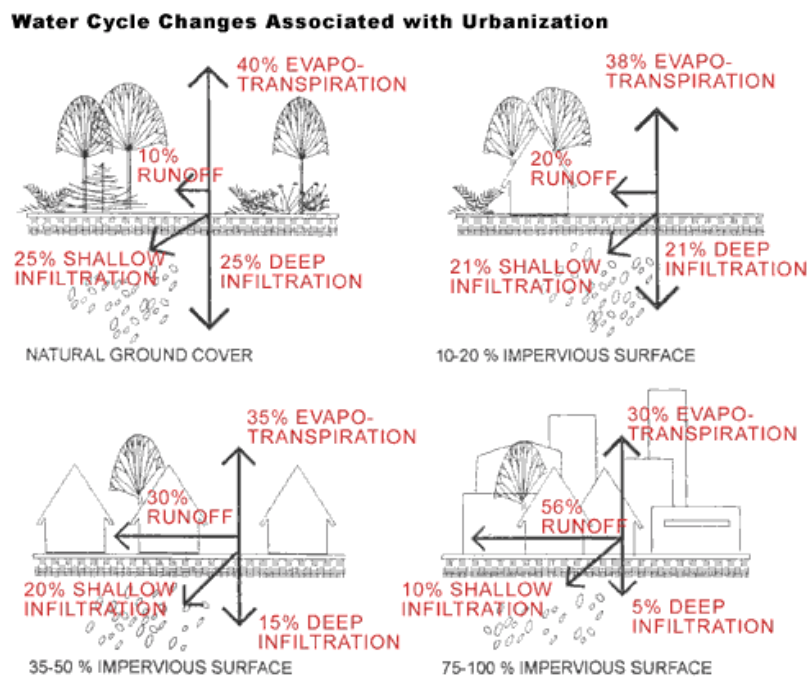 Water Cycle Changes Associated with Urbanization
40% EVAPO-
TRANSPIRATION
10%
RUNOFF
25% SHALLOW
INFILTRATION
25% DEEP
INFILTRATION
NATURAL GROUND COVER
38% EVAPO-
TRANSPIRATION
20%
RUNOFF
21% SHALLOW
INFILTRATION
21% DEEP
INFILTRATION
10-20 % IMPERVIOUS SURFACE
35% EVAPO-
TRANSPIRATION
30%
RUNOFF
20% SHALLOW
INFILTRATION
15% DEEP
INFILTRATION
35-50 % IMPERVIOUS SURFACE
30% EVAPO-
TRANSPIRATION
56%
RUNOFF
10% SHALLOW
INFILTRATION
5% DEEP
INFILTRATION
75-100 % IMPERVIOUS SURFACE